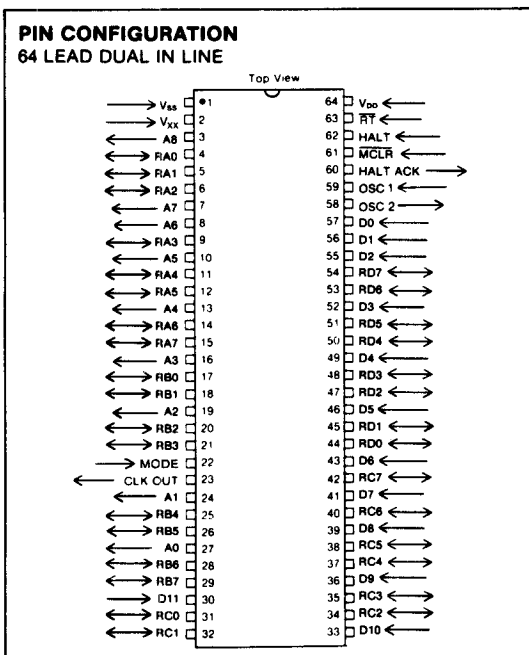 PIN CONFIGURATION
64 LEAD DUAL IN LINE
Top View
Vss 1 64 VDD
VXX 2 63 RT
A8 3 62 HALT
RA0 4 61 MCLR
RA1 5 60 HALT ACK
RA2 6 59 OSC 1
A7 7 58 OSC 2
A6 8 57 D0
RA3 9 56 D1
A5 10 55 D2
RA4 11 54 RD7
RA5 12 53 RD6
A4 13 52 D3
RA6 14 51 RD5
RA7 15 50 RD4
A3 16 49 D4
RB0 17 48 RD3
RB1 18 47 RD2
A2 19 46 D5
RB2 20 45 RD1
RB3 21 44 RD0
MODE 22 43 D6
CLK OUT 23 42 RC7
A1 24 41 D7
RB4 25 40 RC6
RB5 26 39 D8
A0 27 38 RC5
RB6 28 37 RC4
RB7 29 36 D9
D11 30 35 RC3
RC0 31 34 RC2
RC1 32 33 D10